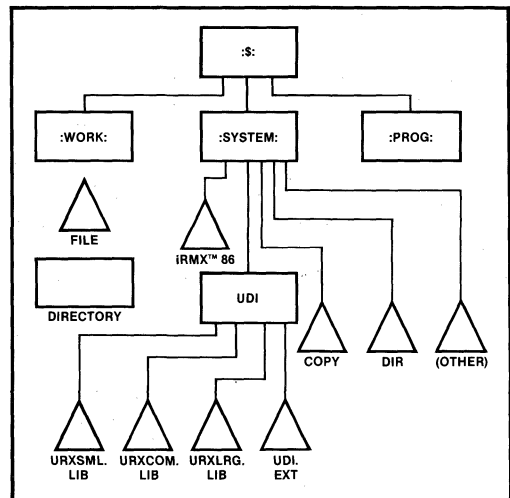 :$:
:WORK:
:SYSTEM:
:PROG:
FILE
iRMX™ 86
DIRECTORY
UDI
COPY
DIR
(OTHER)
URXSML.
LIB
URXCOM.
LIB
URXLRG.
LIB
UDI.
EXT